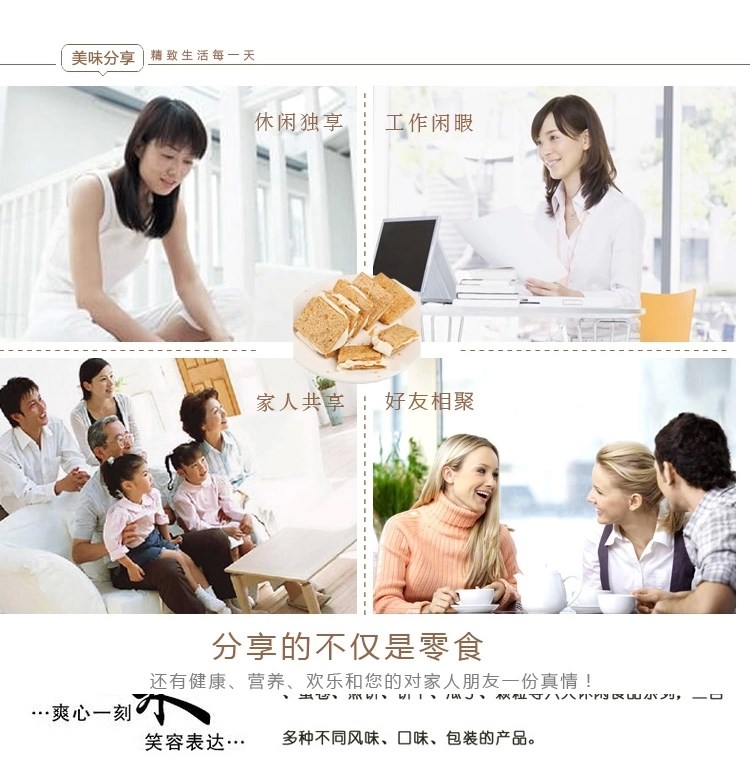 美味分享 精致生活每一天
休闲独享
工作闲暇
家人共享
好友相聚
分享的不仅是零食
还有健康、营养、欢乐和您的对家人朋友一份真情！
…爽心一刻
笑容表达…
多种不同风味、口味、包装的产品。